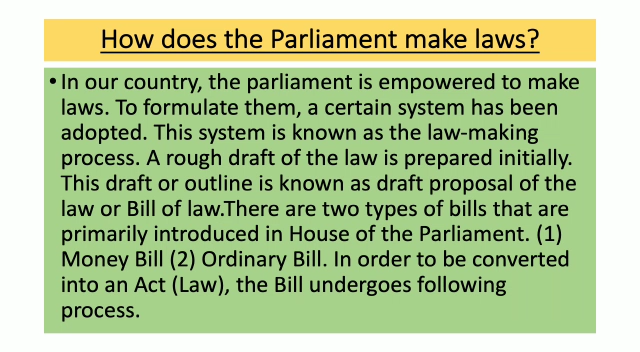 How does the Parliament make laws?
• In our country, the parliament is empowered to make
laws. To formulate them, a certain system has been
adopted. This system is known as the law-making
process. A rough draft of the law is prepared initially.
This draft or outline is known as draft proposal of the
law or Bill of law.There are two types of bills that are
primarily introduced in House of the Parliament. (1)
Money Bill (2) Ordinary Bill. In order to be converted
into an Act (Law), the Bill undergoes following
process.